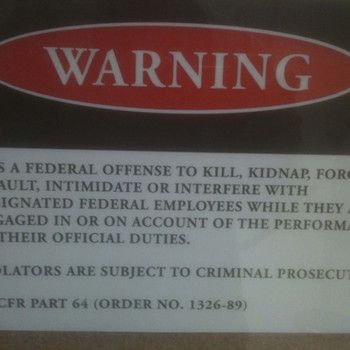 WARNING
S A FEDERAL OFFENSE TO KILL, KIDNAP, FORC
AULT, INTIMIDATE OR INTERFERE WITH
SIGNATED FEDERAL EMPLOYEES WHILE THEY A
GAGED IN OR ON ACCOUNT OF THE PERFORMA
THEIR OFFICIAL DUTIES.
OLATORS ARE SUBJECT TO CRIMINAL PROSECUT
CFR PART 64 (ORDER NO. 1326-89)